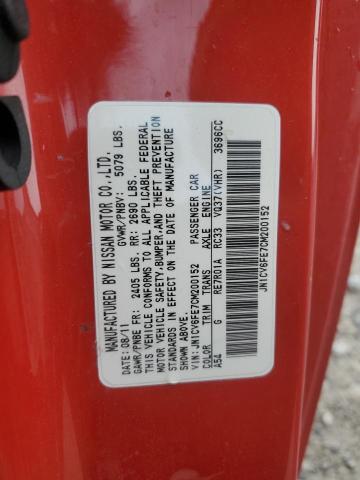 MANUFACTURED BY NISSAN MOTOR CO.,LTD.
DATE: 08/11 GVWR/PNBV: 5079 LBS.
GAWR/PNBE FR: 2405 LBS. RR: 2690 LBS.
THIS VEHICLE CONFORMS TO ALL APPLICABLE FEDERAL
MOTOR VEHICLE SAFETY,BUMPER,AND THEFT PREVENTION
STANDARDS IN EFFECT ON THE DATE OF MANUFACTURE
SHOWN ABOVE.
VIN: JN1CV6FE7CM200152 PASSENGER CAR
COLOR TRIM TRANS AXLE ENGINE
A54 G RE7R01A RC33 VQ37(VHR) 3696CC
JN1CV6FE7CM200152